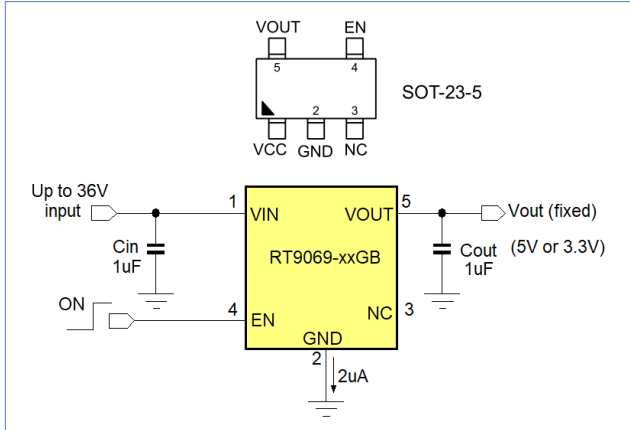 VOUT EN
5 4
SOT-23-5
2 3
VCC GND NC
Up to 36V
input
1 VIN VOUT 5
Vout (fixed)
Cin
1uF
RT9069-xxGB
Cout
1uF
(5V or 3.3V)
ON
4 EN
NC 3
GND
2
2uA